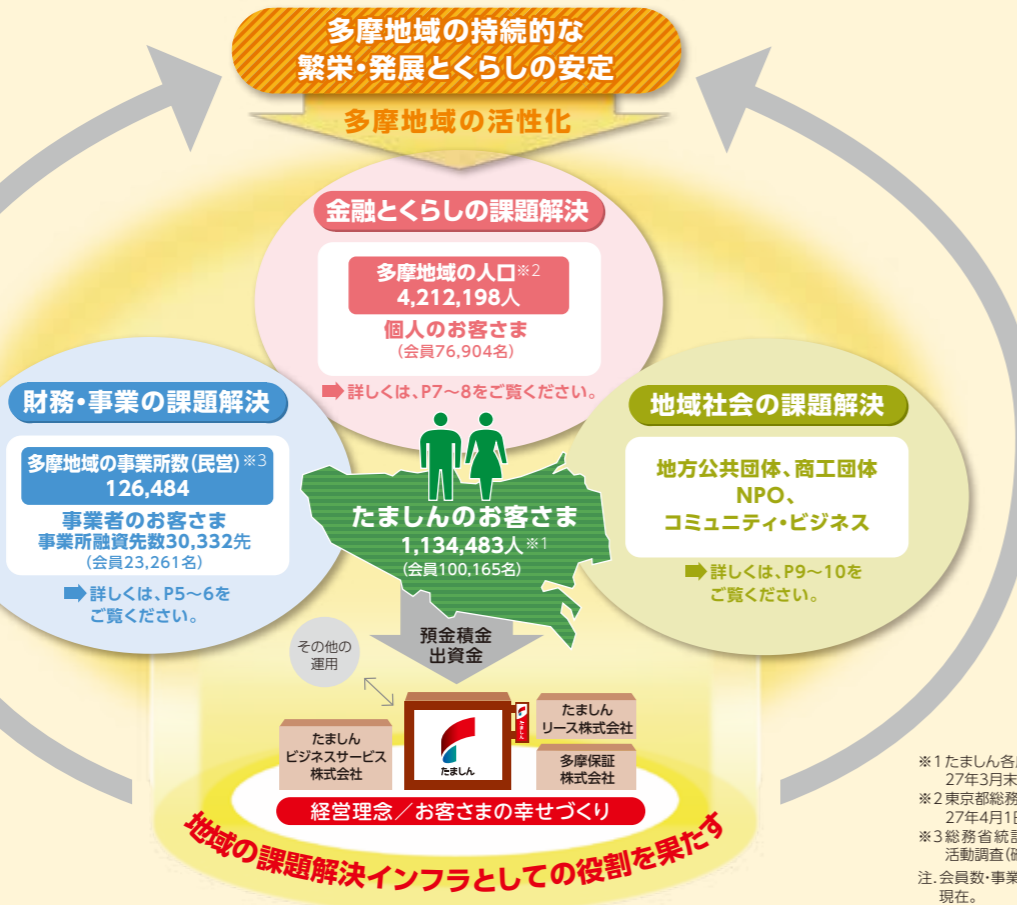 多摩地域の持続的な
繁栄・発展とくらしの安定
多摩地域の活性化
金融とくらしの課題解決
多摩地域の人口※2
4,212,198人
個人のお客さま
(会員76,904名)
➡詳しくは、P7～8をご覧ください。
財務・事業の課題解決
多摩地域の事業所数(民営)※3
126,484
事業者のお客さま
事業所融資先数30,332先
(会員23,261名)
➡詳しくは、P5～6を
ご覧ください。
地域社会の課題解決
地方公共団体、商工団体
NPO、
コミュニティ・ビジネス
➡詳しくは、P9～10を
ご覧ください。
たましんのお客さま
1,134,483人※1
(会員100,165名)
預金積金
出資金
その他の
運用
たましん
ビジネスサービス
株式会社
たましん
たましん
たましん
リース株式会社
多摩保証
株式会社
経営理念／お客さまの幸せづくり
地域の課題解決インフラとしての役割を果たす
※1たましん各
27年3月末
※2東京都総務
27年4月1日
※3総務省統計
活動調査(確
注.会員数・事業
現在。